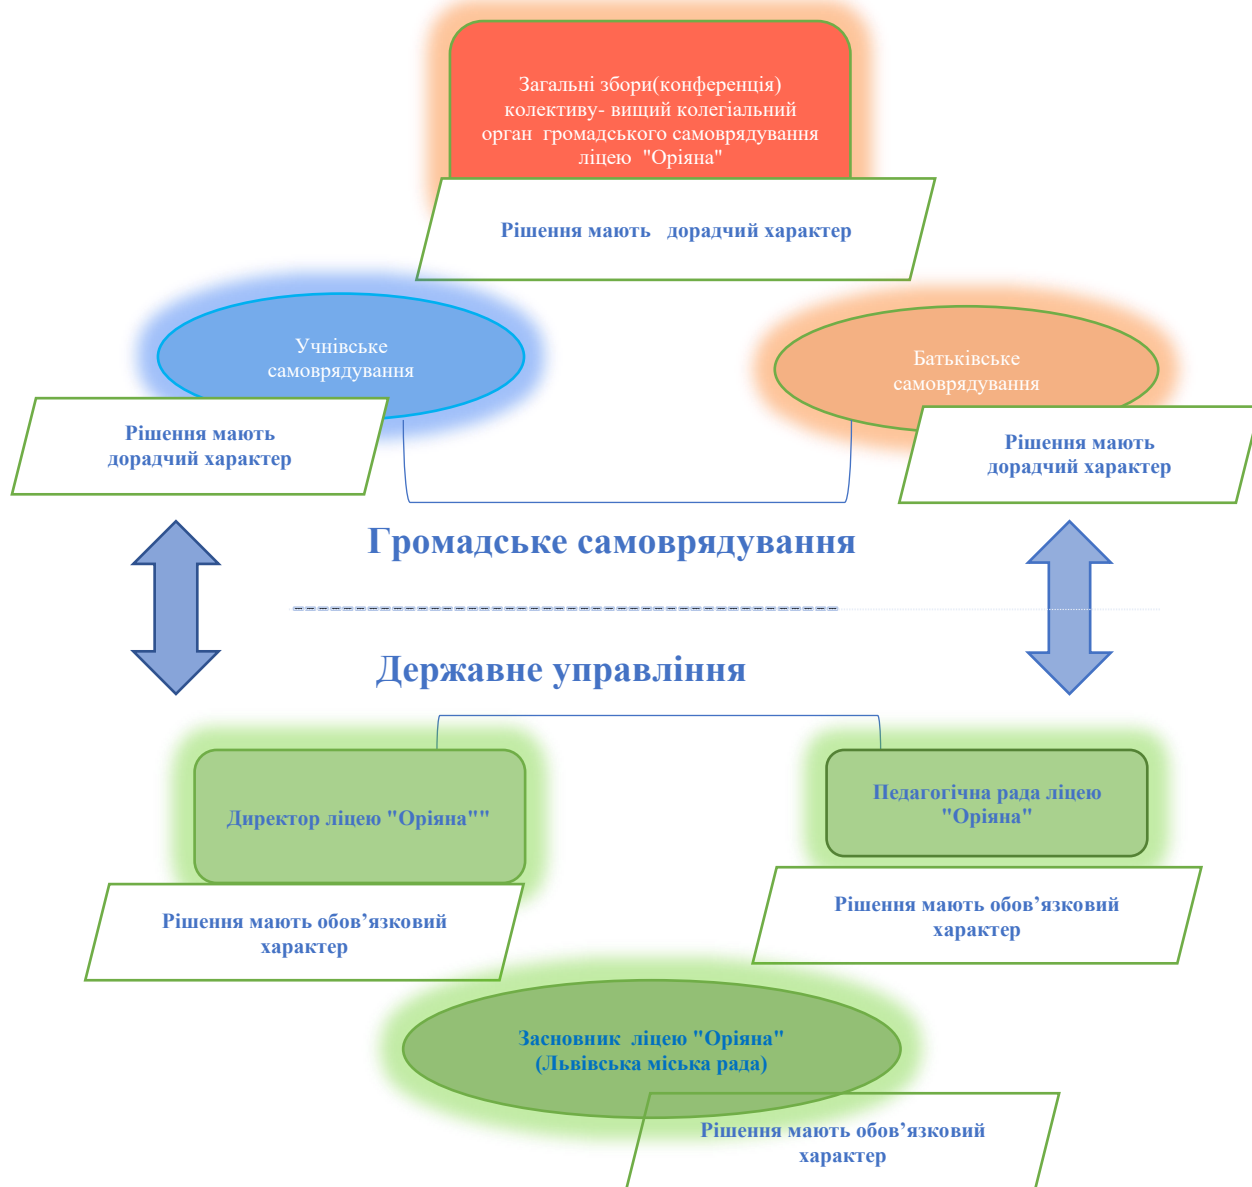 Загальні збори(конференція)
колективу- вищий колегіальний
орган громадського самоврядування
ліцею "Оріяна"
Рішення мають дорадчий характер
Учнівське
самоврядування
Батьківське
самоврядування
Рішення мають
дорадчий характер
Рішення мають
дорадчий характер
Громадське самоврядування
Державне управління
Директор ліцею "Оріяна""
Педагогічна рада ліцею
"Оріяна"
Рішення мають обов’язковий
характер
Рішення мають обов’язковий
характер
Засновник ліцею "Оріяна"
(Львівська міська рада)
Рішення мають обов’язковий
характер